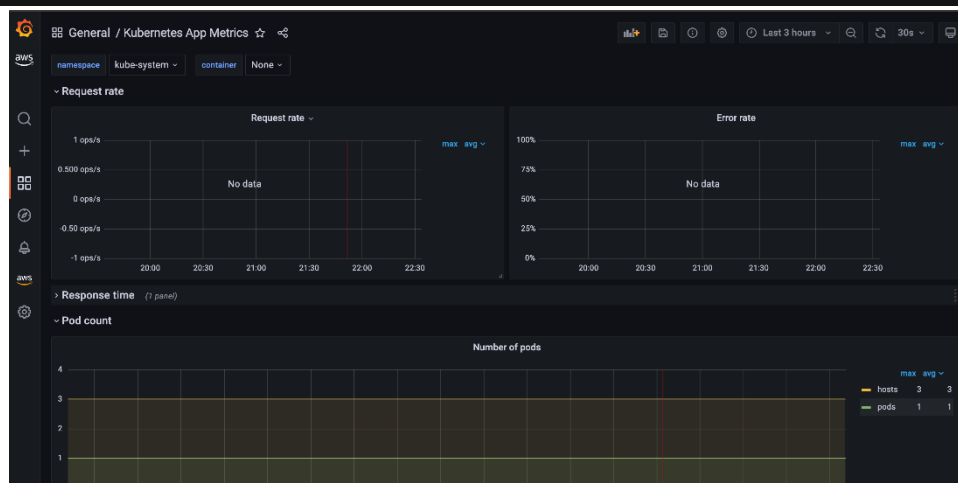 General / Kubernetes App Metrics
Last 3 hours
30s
aws
namespace kube-system container None
Request rate
Request rate
max avg
1 ops/s
0.500 ops/s
0 ops/s
-0.50 ops/s
-1 ops/s
No data
20:00 20:30 21:00 21:30 22:00 22:30
Error rate
max avg
100%
75%
50%
25%
0%
No data
20:00 20:30 21:00 21:30 22:00 22:30
aws
Response time (1 panel)
Pod count
Number of pods
4
3
2
1
max avg
hosts 3 3
pods 1 1